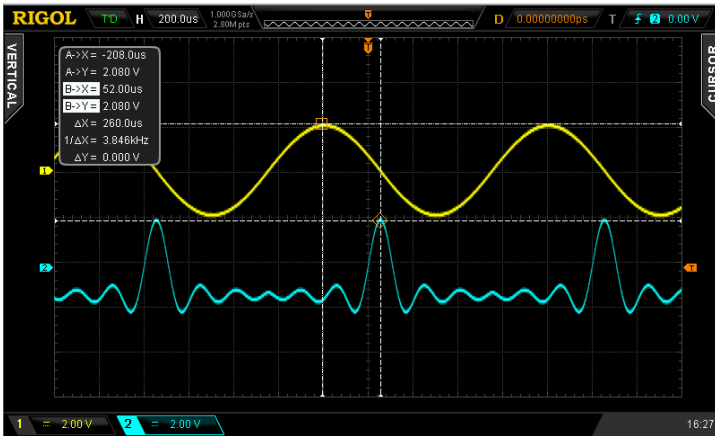 RIGOL T'D H 200.0us 1.000GSa/s 2.80M pts D 0.00000000ps T 2 0.00 V
T
VERTICAL
CURSOR
A->X = -208.0us
A->Y = 2.080 V
B->X = 52.00us
B->Y = 2.080 V
ΔX = 260.0us
1/ΔX = 3.846kHz
ΔY = 0.000 V
1
2
T
1 = 2.00 V 2 = 2.00 V 16:27